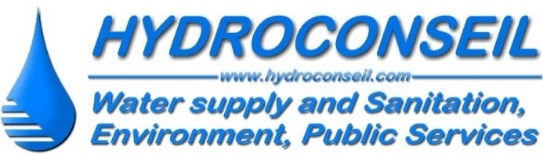 HYDROCONSEIL
www.hydroconseil.com
Water supply and Sanitation,
Environment, Public Services